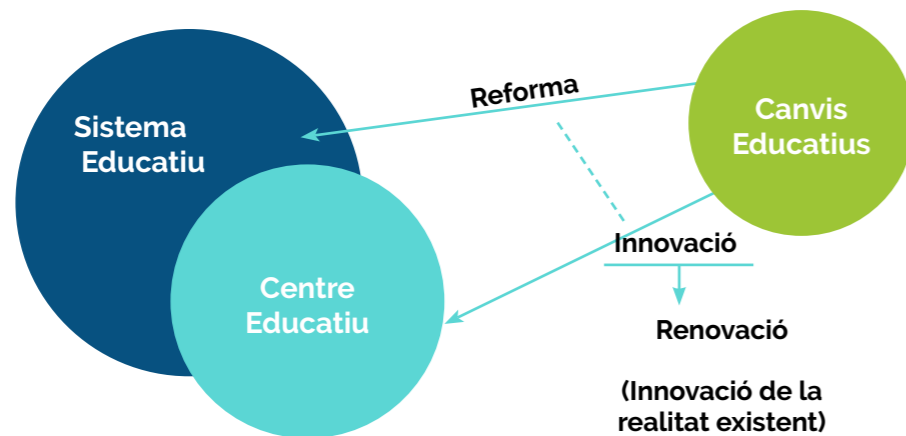 Sistema
Educatiu
Reforma
Canvis
Educatius
Centre
Educatiu
Innovació
Renovació
(Innovació de la
realitat existent)